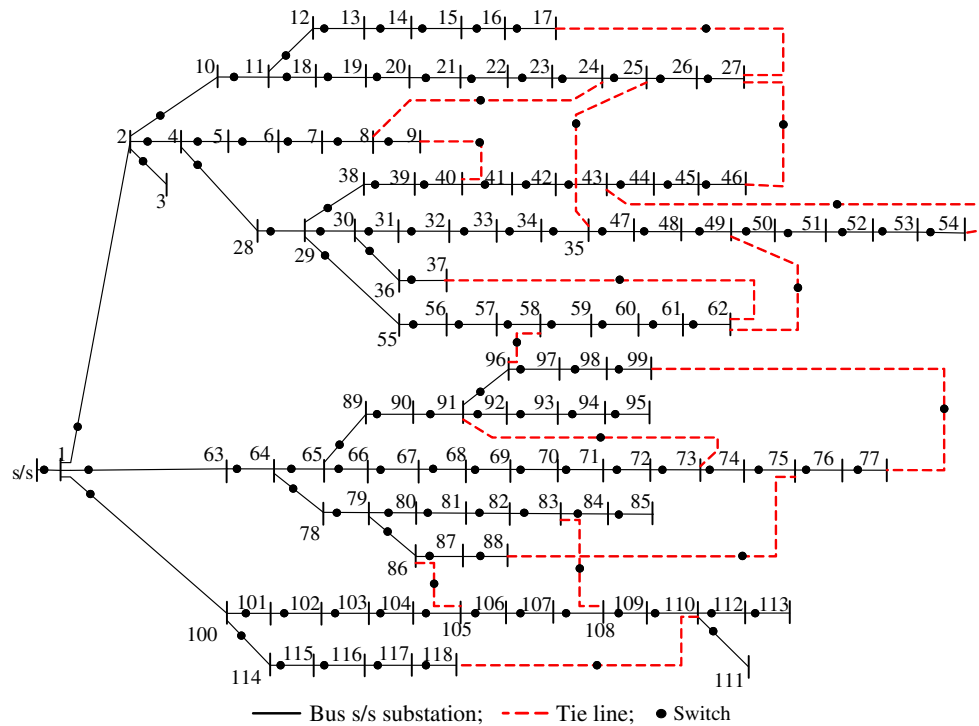 12 13 14 15 16 17
10 11 18 19 20 21 22 23 24 25 26 27
2 4 5 6 7 8 9
3
38 39 40 41 42 43 44 45 46
28 29 30 31 32 33 34 35 47 48 49 50 51 52 53 54
36 37
55 56 57 58 59 60 61 62
96 97 98 99
89 90 91 92 93 94 95
s/s 1 63 64 65 66 67 68 69 70 71 72 73 74 75 76 77
78 79 80 81 82 83 84 85
86 87 88
100 101 102 103 104 105 106 107 108 109 110 112 113
114 115 116 117 118 111
Bus s/s substation; Tie line; Switch